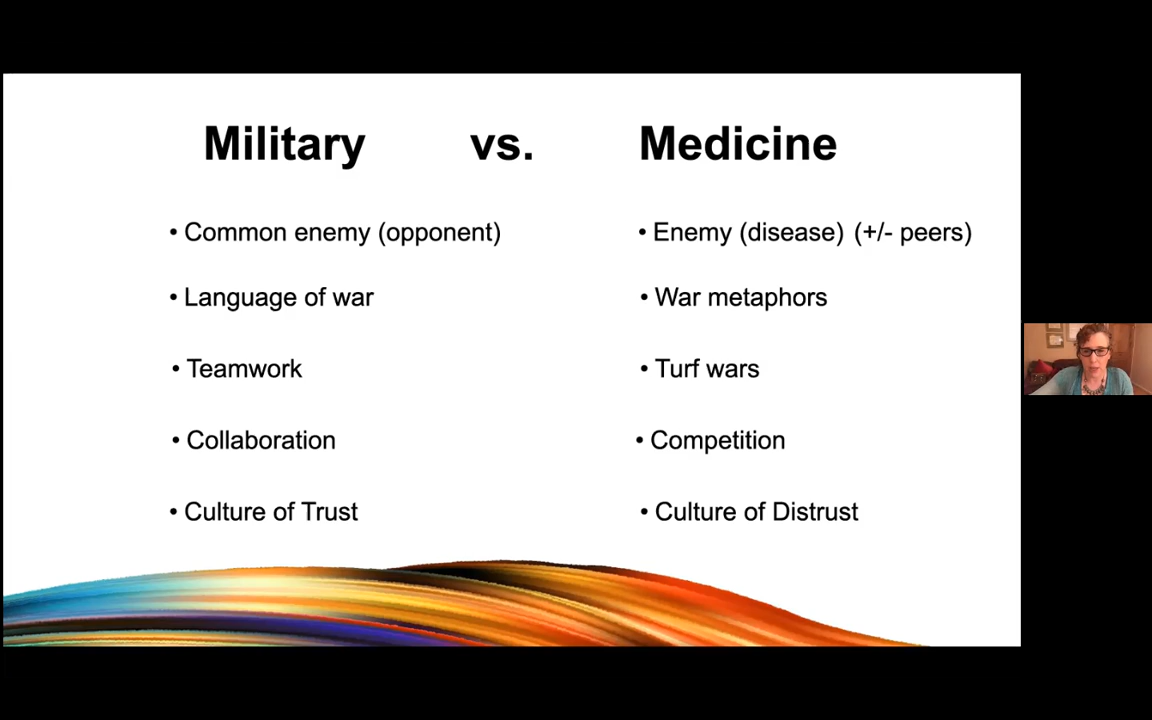 Military vs. Medicine
• Common enemy (opponent) • Enemy (disease) (+/- peers)
• Language of war • War metaphors
• Teamwork • Turf wars
• Collaboration • Competition
• Culture of Trust • Culture of Distrust